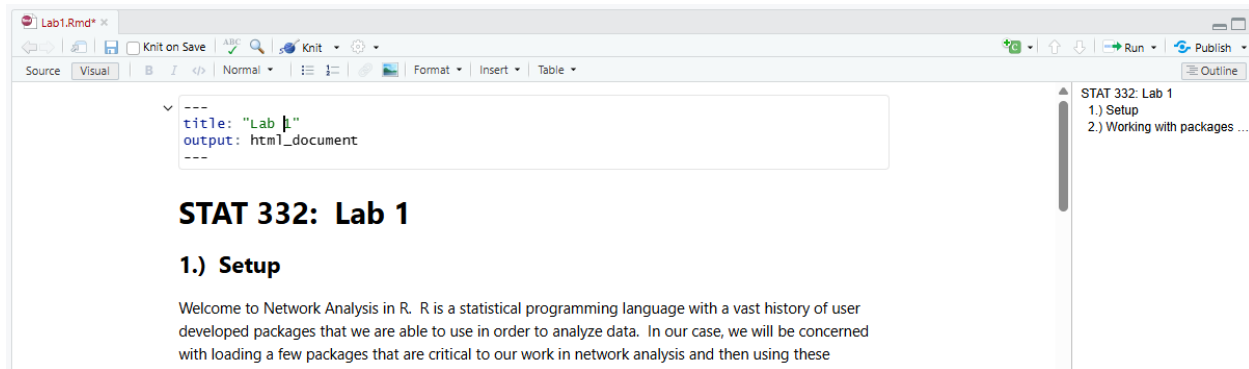 Lab1.Rmd*
Knit on Save ABC Knit Run Publish
Source Visual B I </> Normal Format Insert Table Outline
---
title: "Lab 1"
output: html_document
---
STAT 332: Lab 1
1.) Setup
Welcome to Network Analysis in R. R is a statistical programming language with a vast history of user
developed packages that we are able to use in order to analyze data. In our case, we will be concerned
with loading a few packages that are critical to our work in network analysis and then using these
STAT 332: Lab 1
1.) Setup
2.) Working with packages ...